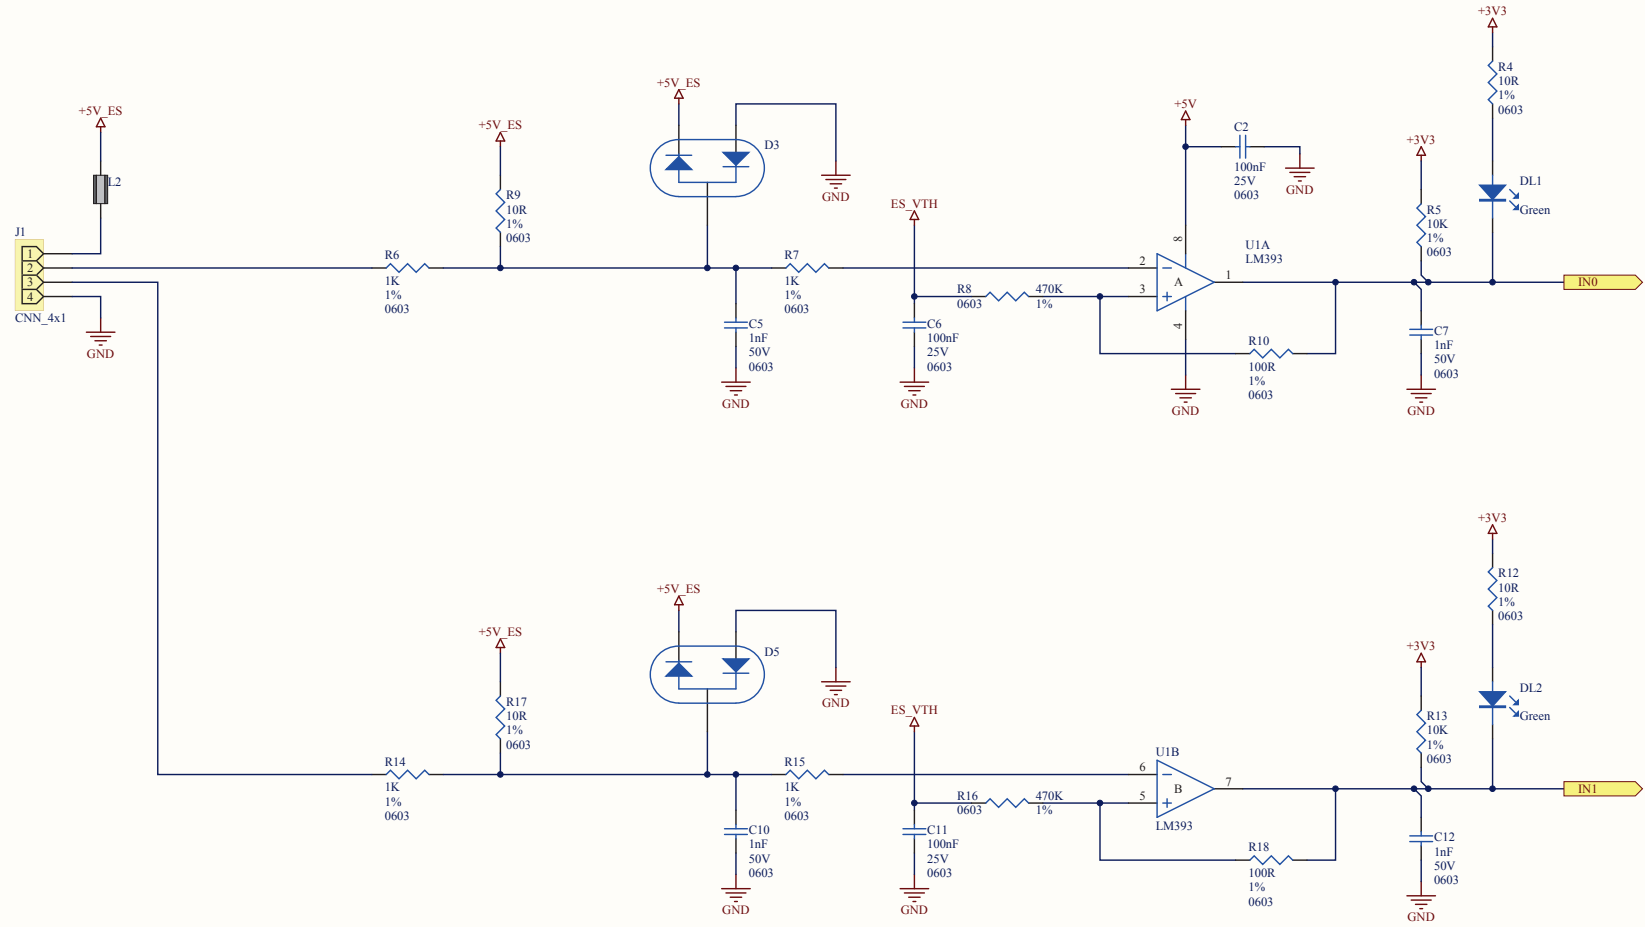 +3V3
R4
10R
1%
0603
+5V_ES
+5V_ES
+5V_ES
+5V
C2
100nF
25V
0603
GND
+3V3
D3
GND
L2
R9
10R
1%
0603
ES_VTH
DL1
Green
R5
10K
1%
0603
J1
1
2
3
4
CNN_4x1
GND
R6
1K
1%
0603
R7
1K
1%
0603
8
2
3
A
1
4
U1A
LM393
IN0
R8
0603
470K
1%
C5
1nF
50V
0603
GND
C6
100nF
25V
0603
GND
R10
100R
1%
0603
GND
C7
1nF
50V
0603
GND
+3V3
R12
10R
1%
0603
+5V_ES
+5V_ES
+3V3
D5
GND
R17
10R
1%
0603
ES_VTH
DL2
Green
R13
10K
1%
0603
R14
1K
1%
0603
R15
1K
1%
0603
U1B
6
5
B
7
LM393
IN1
R16
0603
470K
1%
C10
1nF
50V
0603
GND
C11
100nF
25V
0603
GND
R18
100R
1%
0603
C12
1nF
50V
0603
GND